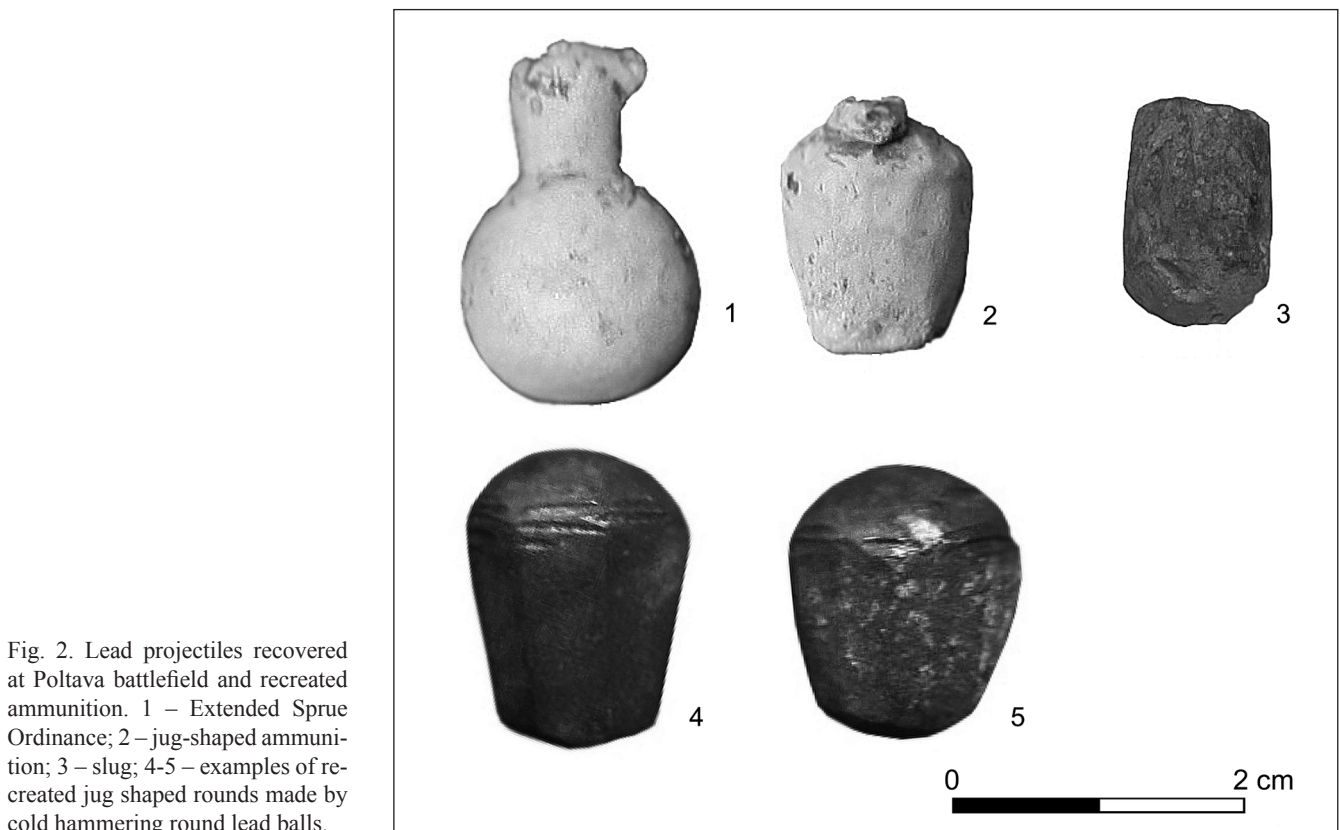 1
2
3
4
5
0 2 cm
Fig. 2. Lead projectiles recovered
at Poltava battlefield and recreated
ammunition. 1 – Extended Sprue
Ordinance; 2 – jug-shaped ammuni-
tion; 3 – slug; 4-5 – examples of re-
created jug shaped rounds made by
cold hammering round lead balls.